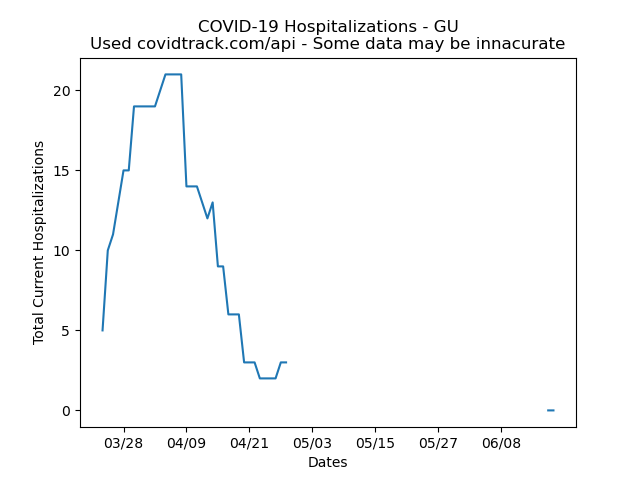 COVID-19 Hospitalizations - GU
Used covidtrack.com/api - Some data may be innacurate
Total Current Hospitalizations
20
15
10
5
0
03/28 04/09 04/21 05/03 05/15 05/27 06/08
Dates